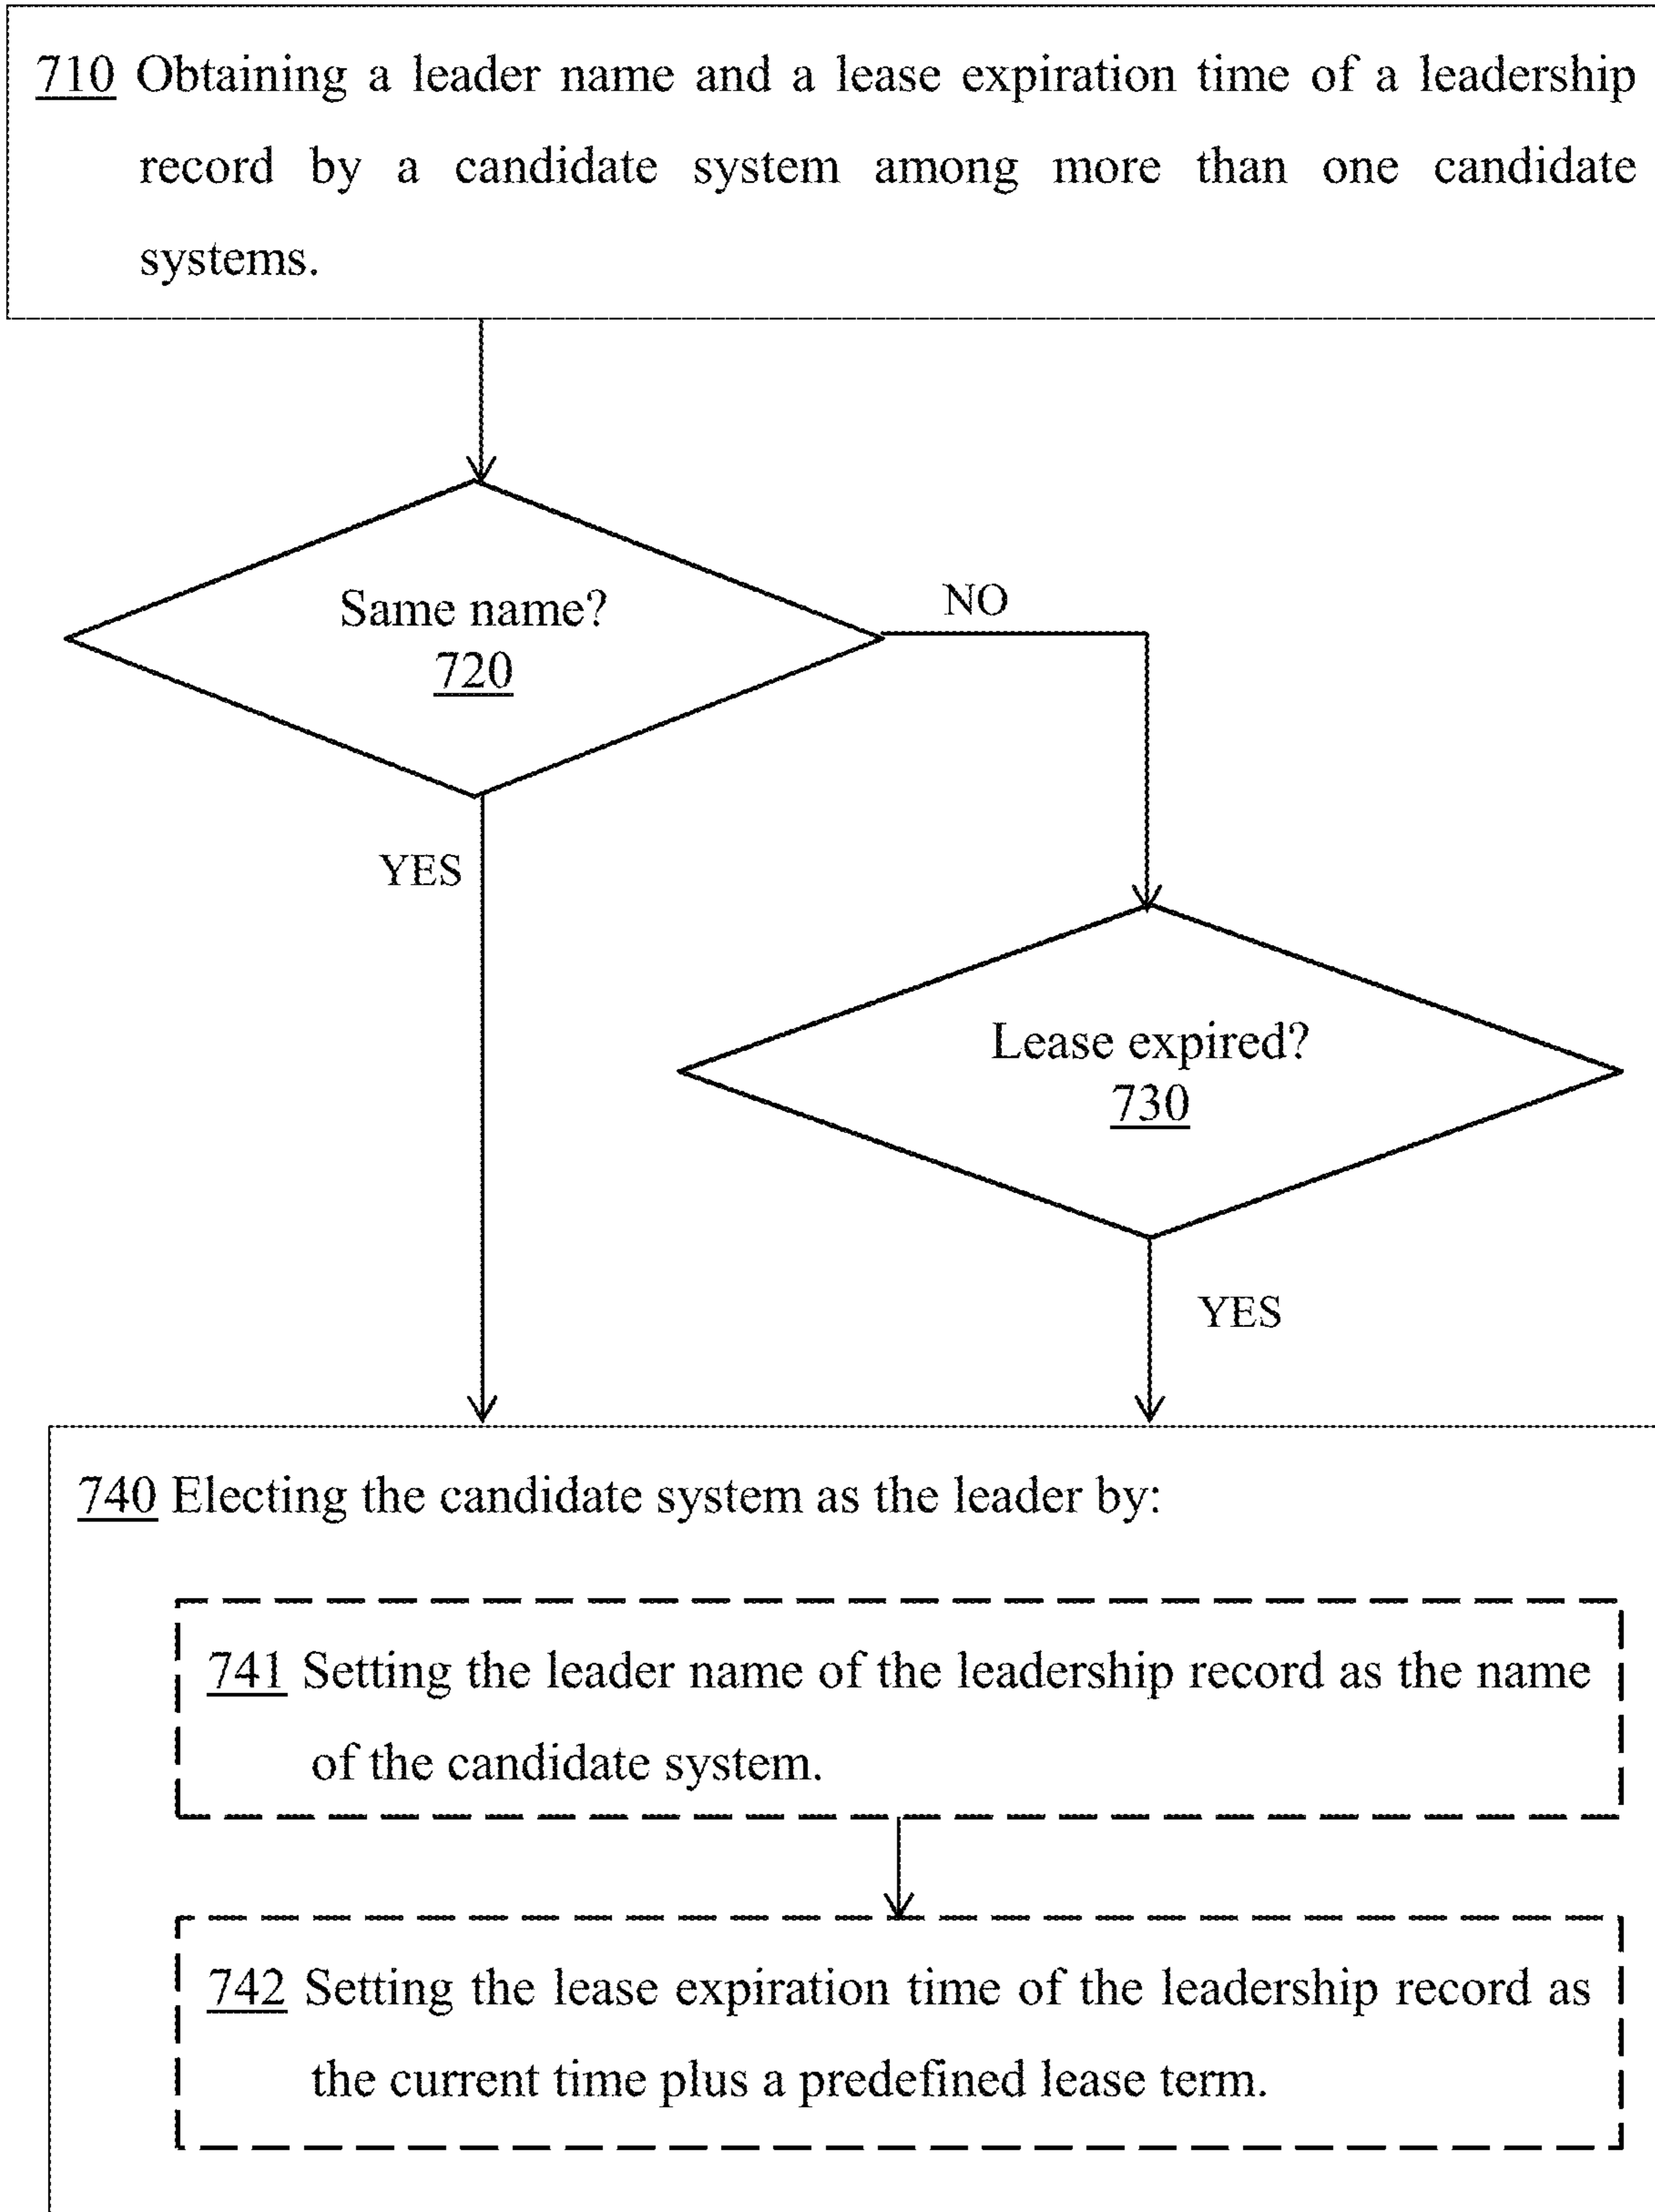 710 Obtaining a leader name and a lease expiration time of a leadership
record by a candidate system among more than one candidate
systems.
Same name?
720
NO
YES
Lease expired?
730
YES
740 Electing the candidate system as the leader by:
741 Setting the leader name of the leadership record as the name
of the candidate system.
742 Setting the lease expiration time of the leadership record as
the current time plus a predefined lease term.